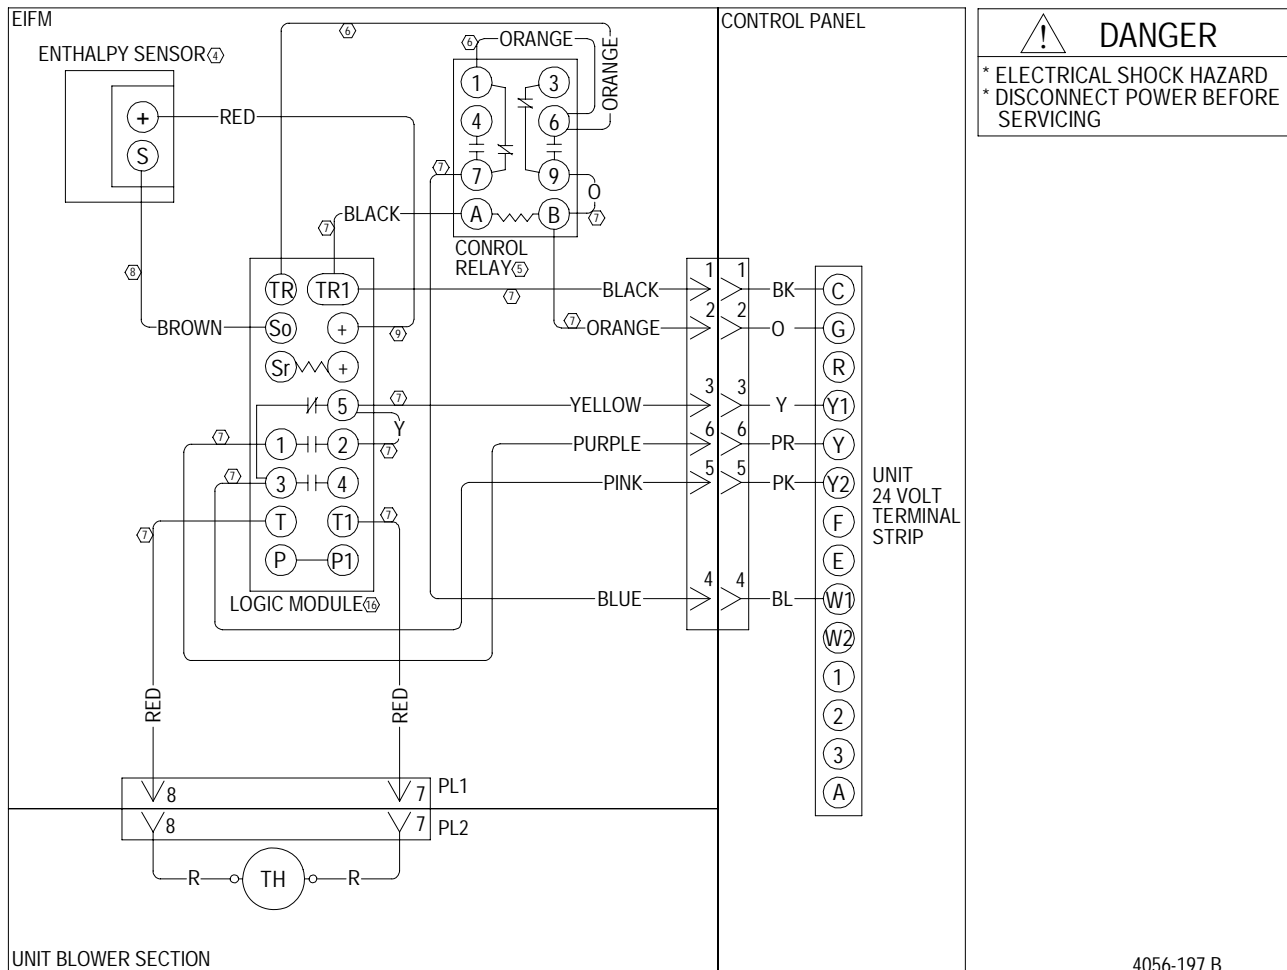 EIFM
CONTROL PANEL
DANGER
* ELECTRICAL SHOCK HAZARD
* DISCONNECT POWER BEFORE
SERVICING
ENTHALPY SENSOR 4
6
6
ORANGE
ORANGE
+
S
RED
1
3
4
6
7
7
9
O
7
A
B
BLACK
7
CONROL
RELAY 5
8
BROWN
TR
TR1
So
+
9
Sr
+
5
7
Y
7
1
2
7
3
4
7
T
T1
7
7
P
P1
LOGIC MODULE 16
7
BLACK
1
1
BK
C
7
ORANGE
2
2
O
G
R
YELLOW
3
3
Y
Y1
PURPLE
6
6
PR
Y
PINK
5
5
PK
Y2
F
E
BLUE
4
4
BL
W1
W2
1
2
3
A
UNIT
24 VOLT
TERMINAL
STRIP
RED
RED
8
7
PL1
8
7
PL2
R
TH
R
UNIT BLOWER SECTION
4056-197 B